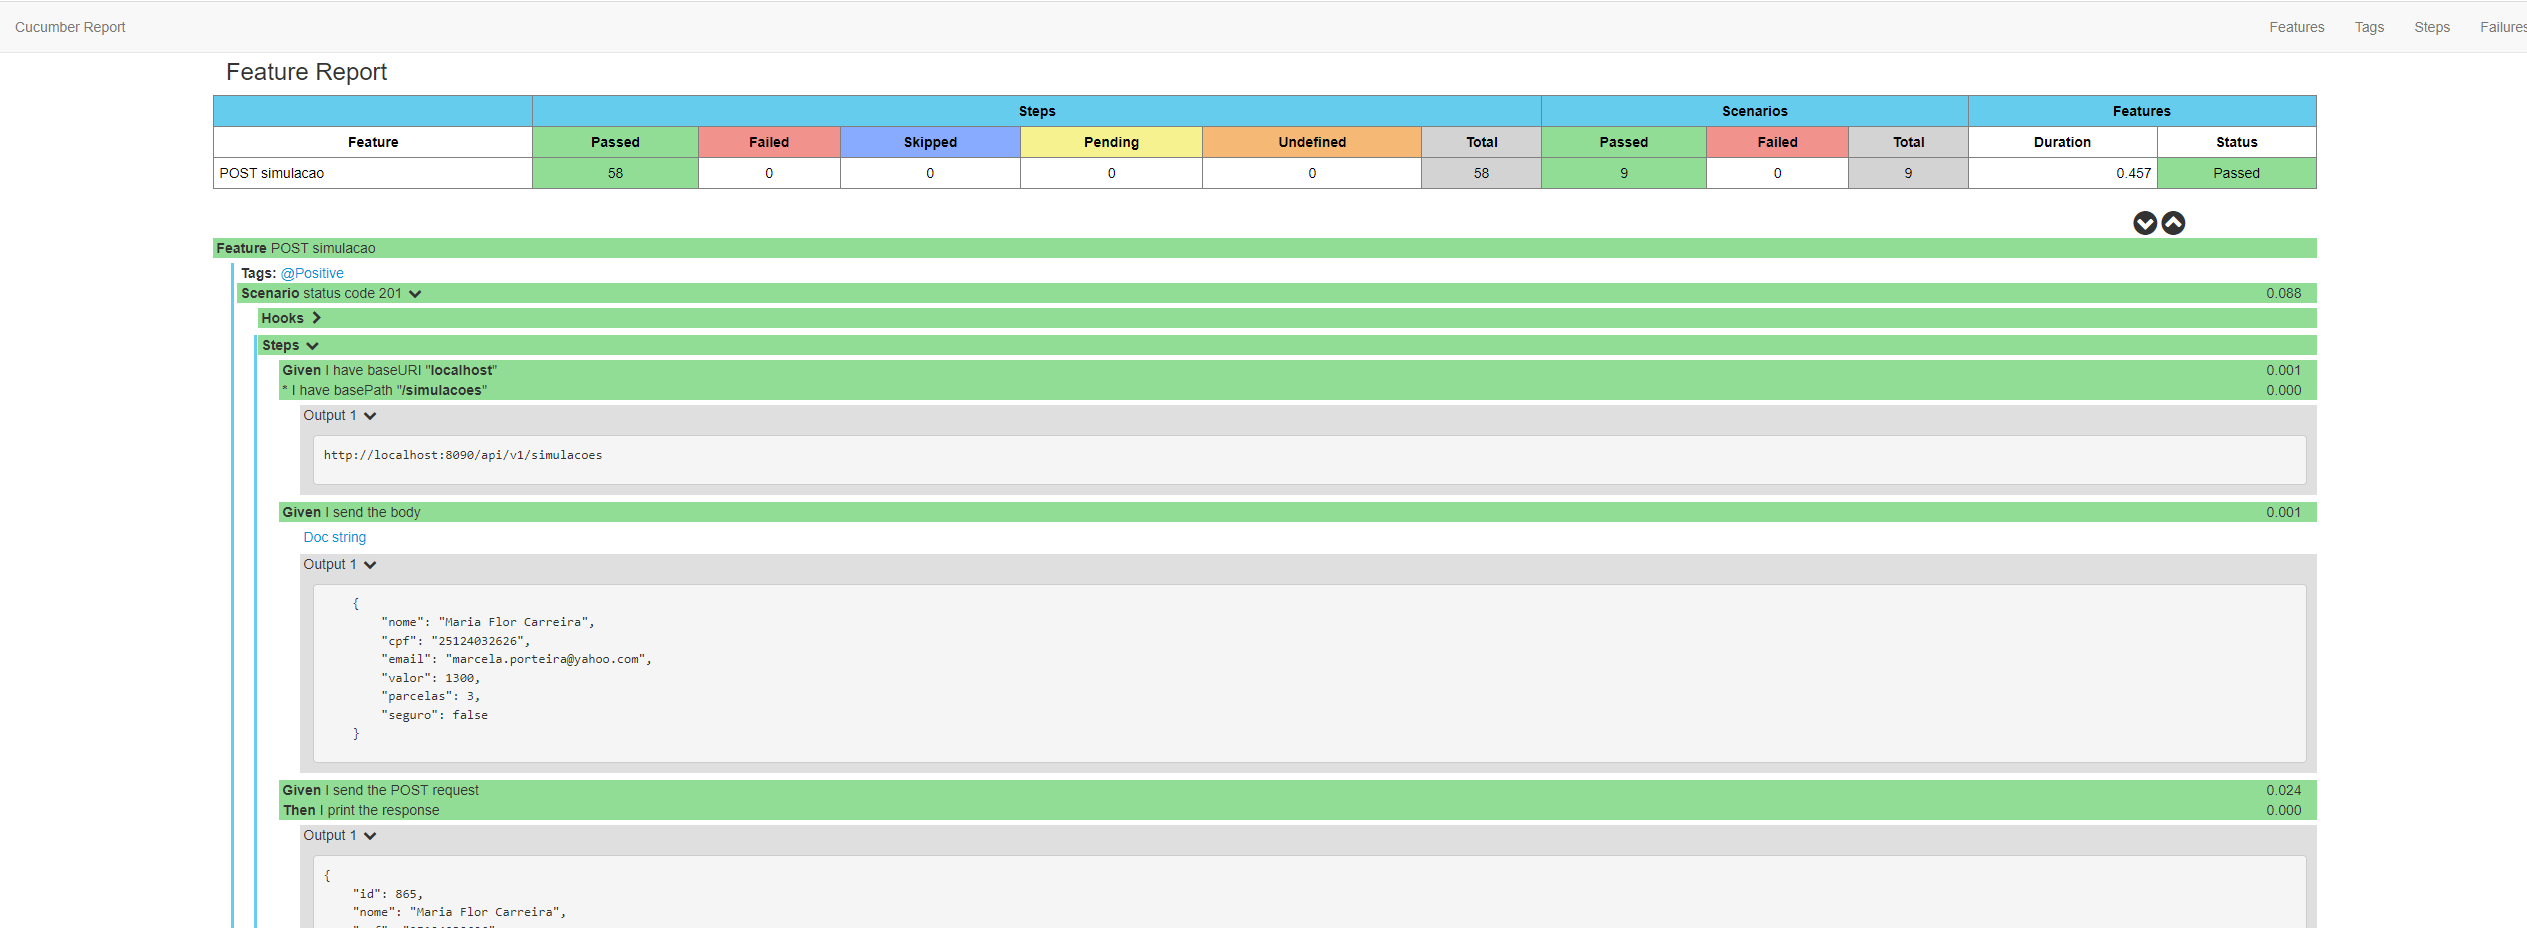 Cucumber Report Features Tags Steps Failures
Feature Report
Steps Scenarios Features
Feature Passed Failed Skipped Pending Undefined Total Passed Failed Total Duration Status
POST simulacao 58 0 0 0 0 58 9 0 9 0.457 Passed
Feature POST simulacao
Tags: @Positive
Scenario status code 201 0.088
Hooks
Steps
Given I have baseURI "localhost" 0.001
* I have basePath "/simulacoes" 0.000
Output 1
http://localhost:8090/api/v1/simulacoes
Given I send the body 0.001
Doc string
Output 1
{
"nome": "Maria Flor Carreira",
"cpf": "25124032626",
"email": "marcela.porteira@yahoo.com",
"valor": 1300,
"parcelas": 3,
"seguro": false
}
Given I send the POST request 0.024
Then I print the response 0.000
Output 1
{
"id": 865,
"nome": "Maria Flor Carreira",